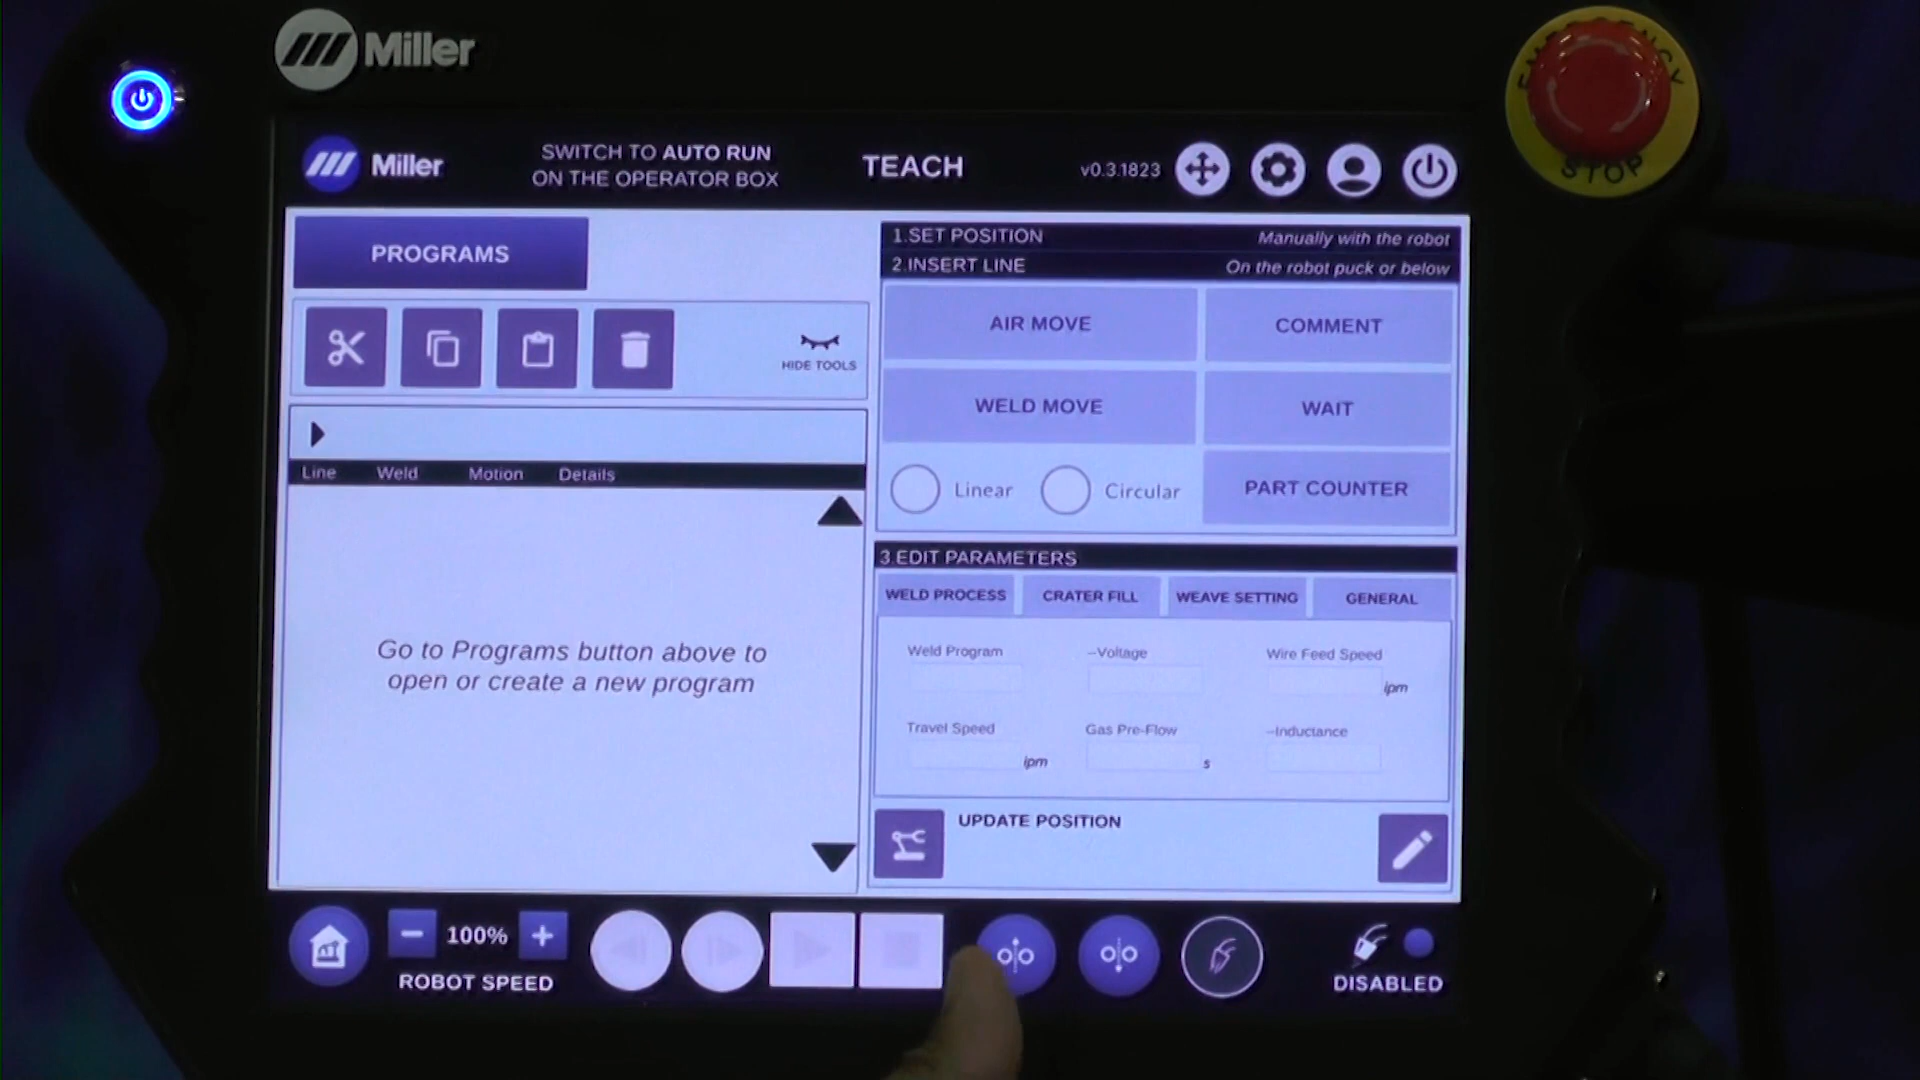 Miller
EMERGENCY
STOP
Miller
SWITCH TO AUTO RUN
ON THE OPERATOR BOX
TEACH
v0.3.1823
PROGRAMS
HIDE TOOLS
Line Weld Motion Details
Go to Programs button above to
open or create a new program
1.SET POSITION Manually with the robot
2.INSERT LINE On the robot puck or below
AIR MOVE COMMENT
WELD MOVE WAIT
Linear Circular PART COUNTER
3.EDIT PARAMETERS
WELD PROCESS CRATER FILL WEAVE SETTING GENERAL
Weld Program –Voltage Wire Feed Speed
ipm
Travel Speed Gas Pre-Flow –Inductance
ipm s
UPDATE POSITION
100%
ROBOT SPEED
DISABLED